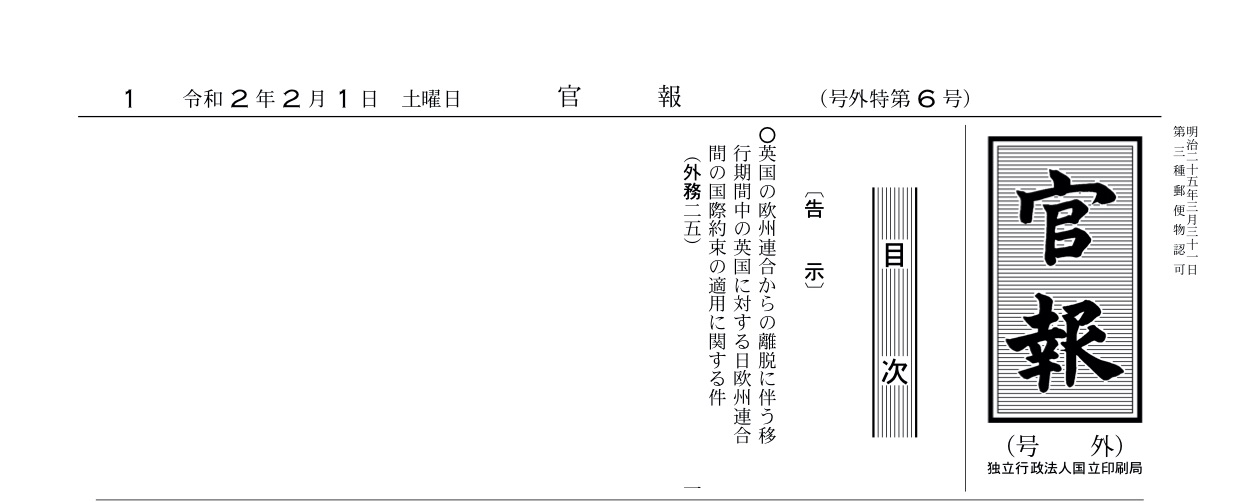 1 令和2年2月1日 土曜日 官報 (号外特第6号)
明治二十五年三月三十一日
第三種郵便物認可
官報
(号外)
独立行政法人国立印刷局
目次
〔告示〕
○英国の欧州連合からの離脱に伴う移
行期間中の英国に対する日欧州連合
間の国際約束の適用に関する件
(外務二五)
一